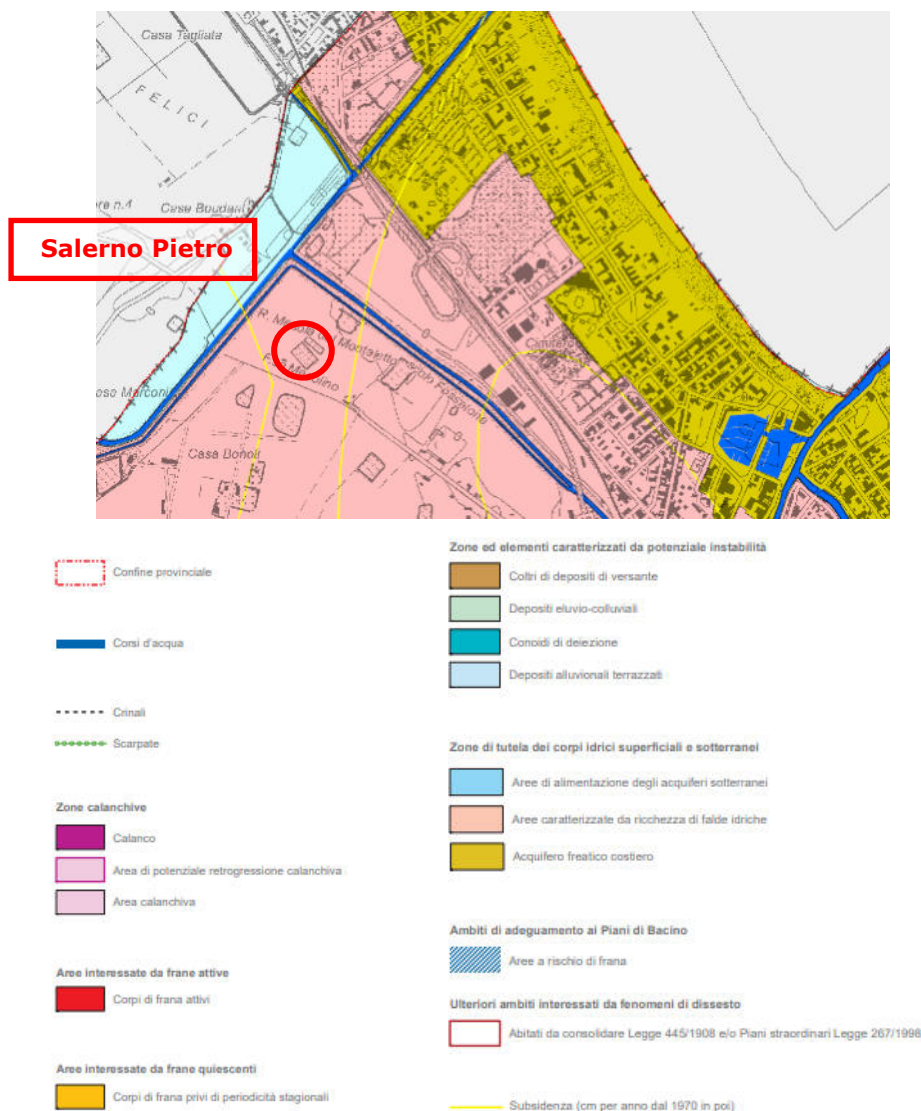 Casa Tagliata
FELICI
Casa Boudani
Salerno Pietro
Casa Bonoli
Confine provinciale
Corsi d'acqua
Crinali
Scarpate
Zone calanchive
Calanco
Area di potenziale retrogressione calanchiva
Area calanchiva
Aree interessate da frane attive
Corpi di frana attivi
Aree interessate da frane quiescenti
Corpi di frana privi di periodicità stagionali
Zone ed elementi caratterizzati da potenziale instabilità
Coltri di depositi di versante
Depositi eluvio-colluviali
Conoidi di deiezione
Depositi alluvionali terrazzati
Zone di tutela dei corpi idrici superficiali e sotterranei
Aree di alimentazione degli acquiferi sotterranei
Aree caratterizzate da ricchezza di falde idriche
Acquifero freatico costiero
Ambiti di adeguamento ai Piani di Bacino
Aree a rischio di frana
Ulteriori ambiti interessati da fenomeni di dissesto
Abitati da consolidare Legge 445/1908 e/o Piani straordinari Legge 267/1998
Subsidenza (cm per anno dal 1970 in poi)